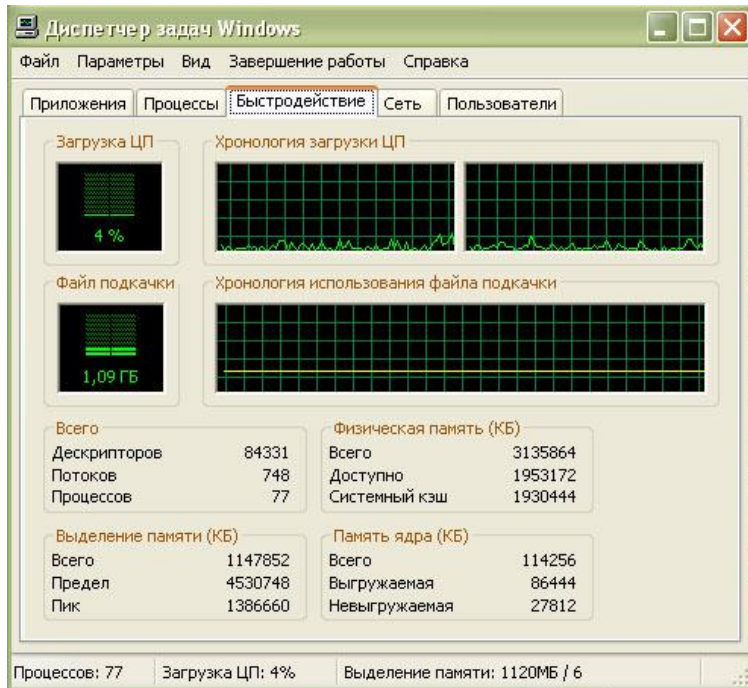 Диспетчер задач Windows
Файл Параметры Вид Завершение работы Справка
Приложения Процессы Быстродействие Сеть Пользователи
Загрузка ЦП Хронология загрузки ЦП
4 %
Файл подкачки Хронология использования файла подкачки
1,09 ГБ
Всего
Дескрипторов 84331
Потоков 748
Процессов 77
Физическая память (КБ)
Всего 3135864
Доступно 1953172
Системный кэш 1930444
Выделение памяти (КБ)
Всего 1147852
Предел 4530748
Пик 1386660
Память ядра (КБ)
Всего 114256
Выгружаемая 86444
Невыгружаемая 27812
Процессов: 77 Загрузка ЦП: 4% Выделение памяти: 1120МБ / 6